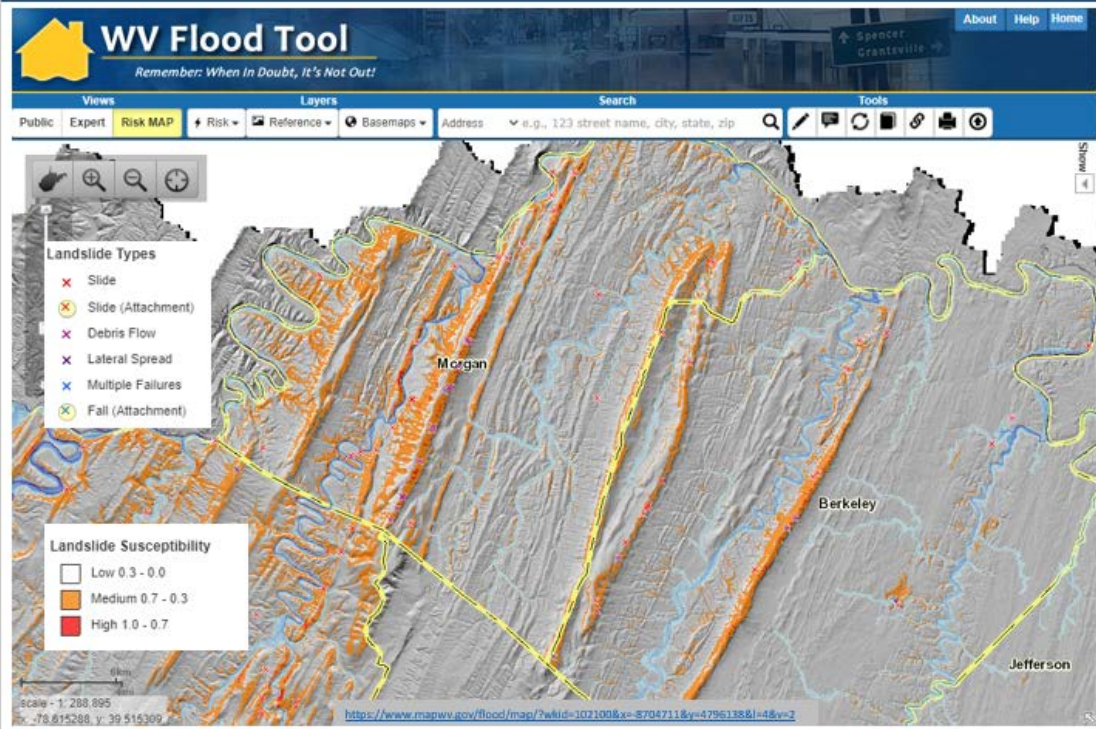 About Help Home
WV Flood Tool
Remember: When In Doubt, It's Not Out!
Spencer
Grantsville
Views Layers Search Tools
Public Expert Risk MAP Risk Reference Basemaps Address e.g., 123 street name, city, state, zip
Show
Landslide Types
Slide
Slide (Attachment)
Debris Flow
Lateral Spread
Multiple Failures
Fall (Attachment)
Morgan
Berkeley
Jefferson
Landslide Susceptibility
Low 0.3 - 0.0
Medium 0.7 - 0.3
High 1.0 - 0.7
6km
scale - 1: 288,895
x: -78.615288, y: 39.515309
https://www.mapwv.gov/flood/map/?wkid=102100&x=-8704711&y=4796138&l=4&v=2